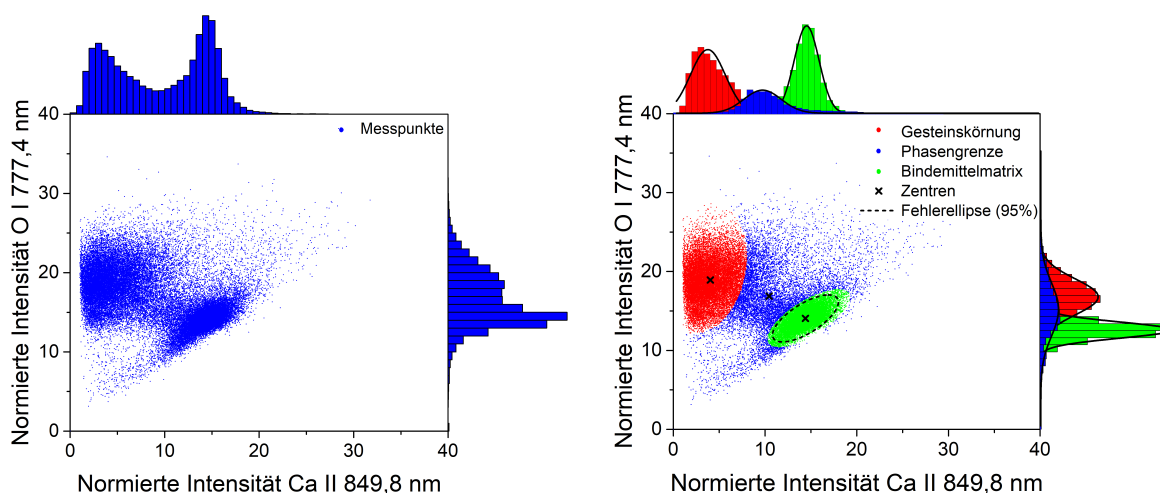 Normierte Intensität O I 777,4 nm
40
30
20
10
0
Messpunkte
0
10
20
30
40
Normierte Intensität Ca II 849,8 nm
Normierte Intensität O I 777,4 nm
40
30
20
10
0
Gesteinskörnung
Phasengrenze
Bindemittelmatrix
Zentren
Fehlerellipse (95%)
0
10
20
30
40
Normierte Intensität Ca II 849,8 nm